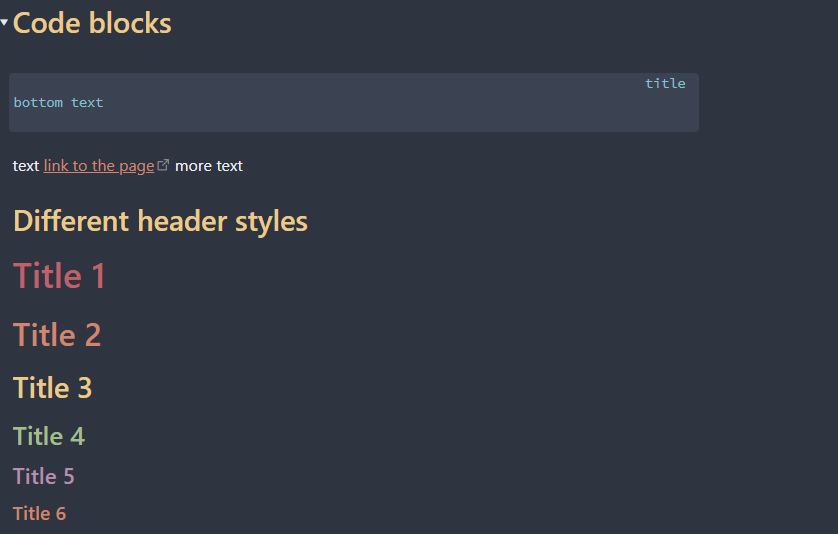 Code blocks
title
bottom text
text link to the page more text
Different header styles
Title 1
Title 2
Title 3
Title 4
Title 5
Title 6